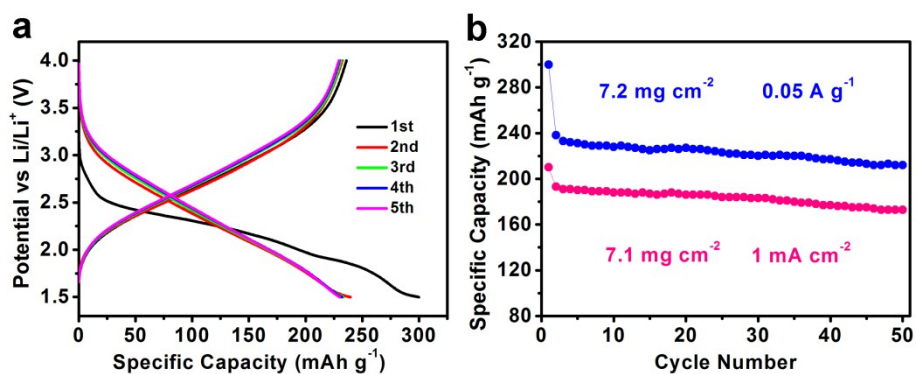 a
4.0
3.5
3.0
2.5
2.0
1.5
Potential vs Li/Li⁺ (V)
1st
2nd
3rd
4th
5th
0 50 100 150 200 250 300
Specific Capacity (mAh g⁻¹)
b
320
280
240
200
160
120
80
Specific Capacity (mAh g⁻¹)
7.2 mg cm⁻² 0.05 A g⁻¹
7.1 mg cm⁻² 1 mA cm⁻²
0 10 20 30 40 50
Cycle Number